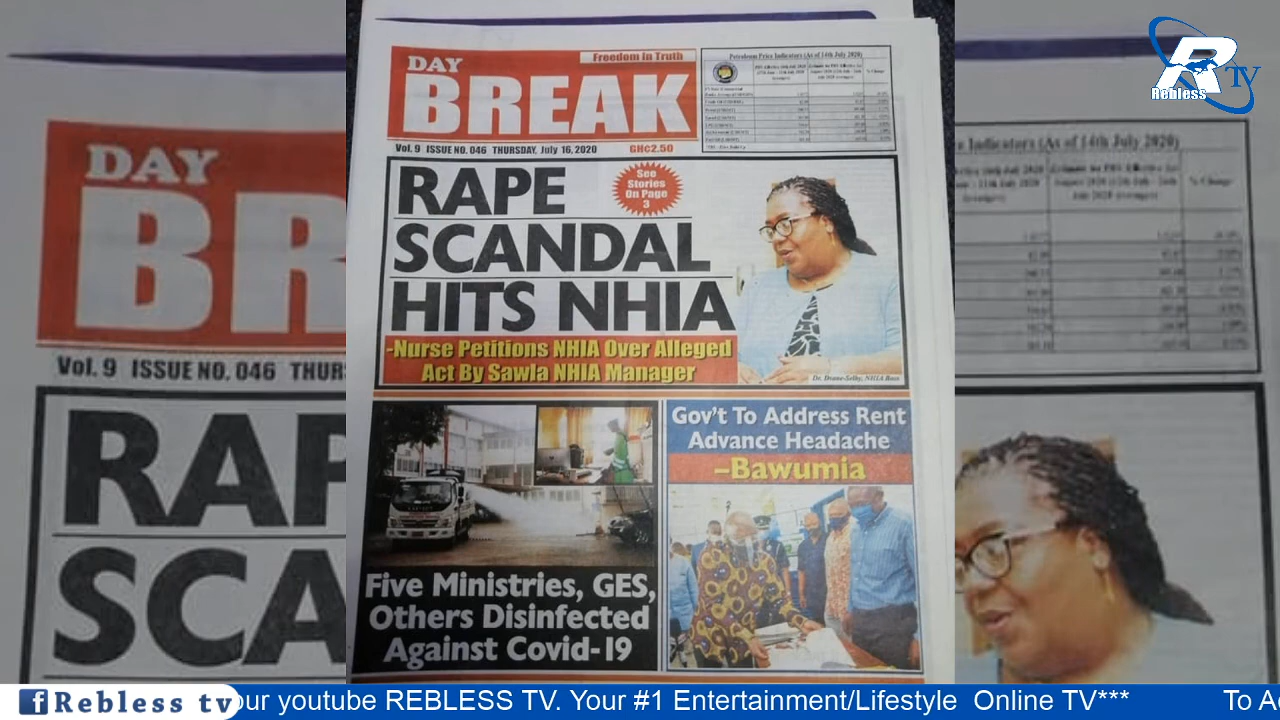 Freedom In Truth
DAY
BREAK
Vol. 9 ISSUE NO. 046 THURSDAY, July 16, 2020 GH¢2.50
Petroleum Price Indicators (As of 14th July 2020)
% Change
RAPE
SCANDAL
HITS NHIA
See
Stories
On Page
3
-Nurse Petitions NHIA Over Alleged
Act By Sawla NHIA Manager
Dr. Dsane-Selby, NHIA Boss
Gov't To Address Rent
Advance Headache
–Bawumia
Five Ministries, GES,
Others Disinfected
Against Covid-19
DAY
BR
Vol. 9 ISSUE NO. 046 THUR
RAP
SCA
Indicators (As of 14th July 2020)
% Change
R TV
Rebless
f Rebless tv
our youtube REBLESS TV. Your #1 Entertainment/Lifestyle Online TV*** To A